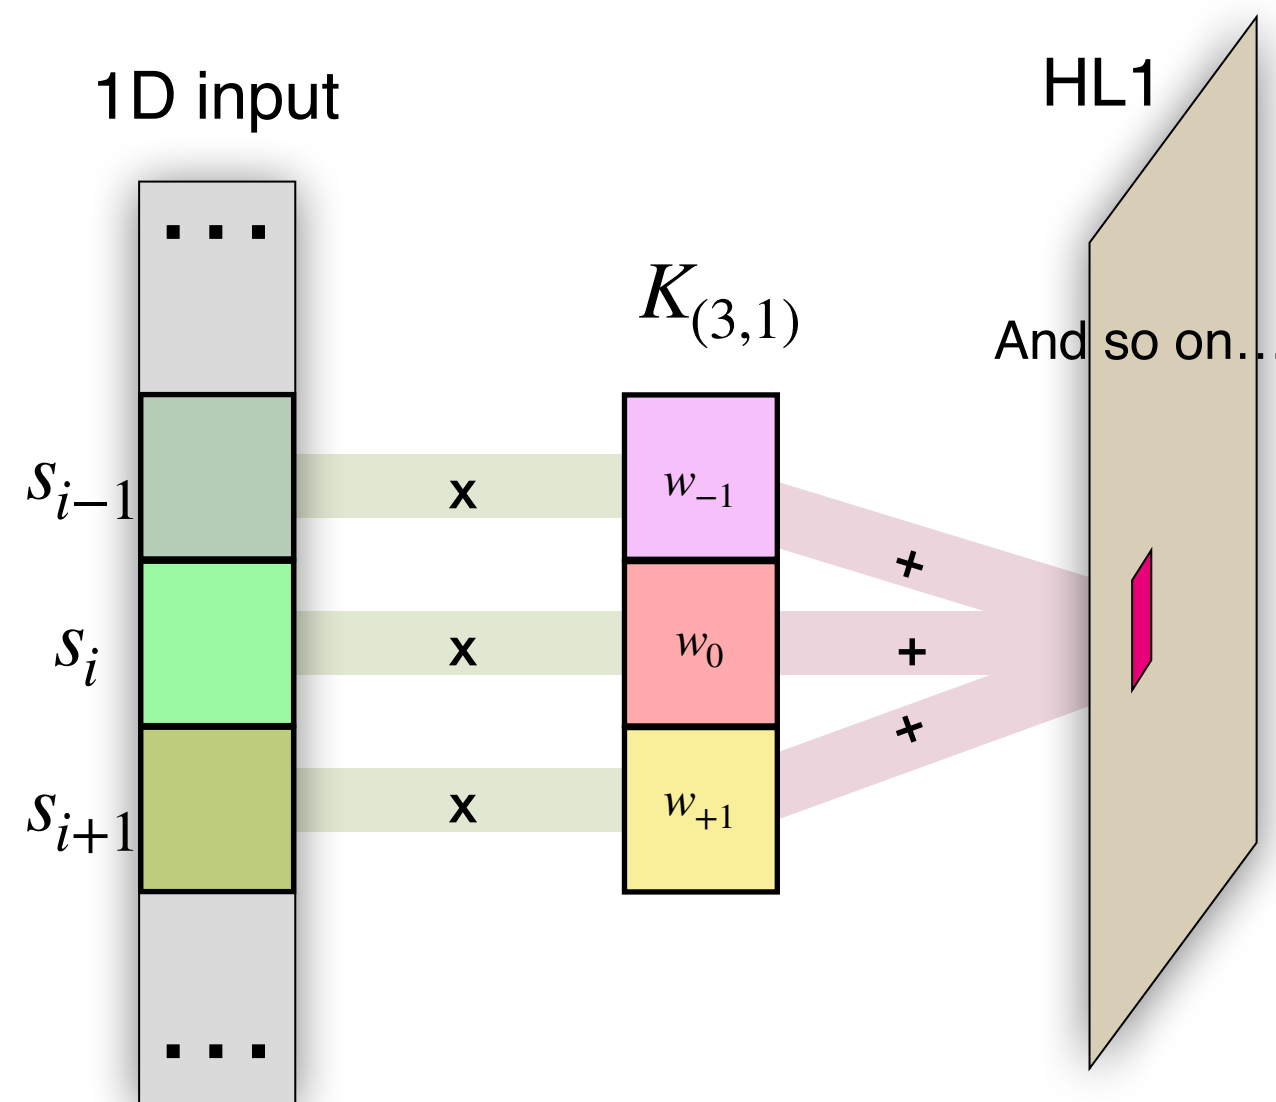 1D input
HL1
. . .
K(3,1)
And so on...
s_{i−1}
x
w_{−1}
+
s_i
x
w_0
+
s_{i+1}
x
w_{+1}
+
. . .